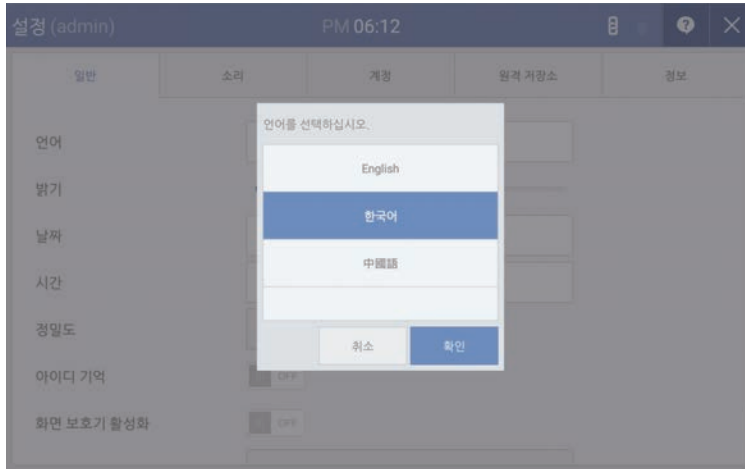 설정 (admin) PM 06:12
일반 소리 계정 원격 저장소 정보
언어를 선택하십시오.
언어
English
밝기
한국어
날짜
中國語
시간
정밀도
취소 확인
아이디 기억 OFF
화면 보호기 활성화 OFF